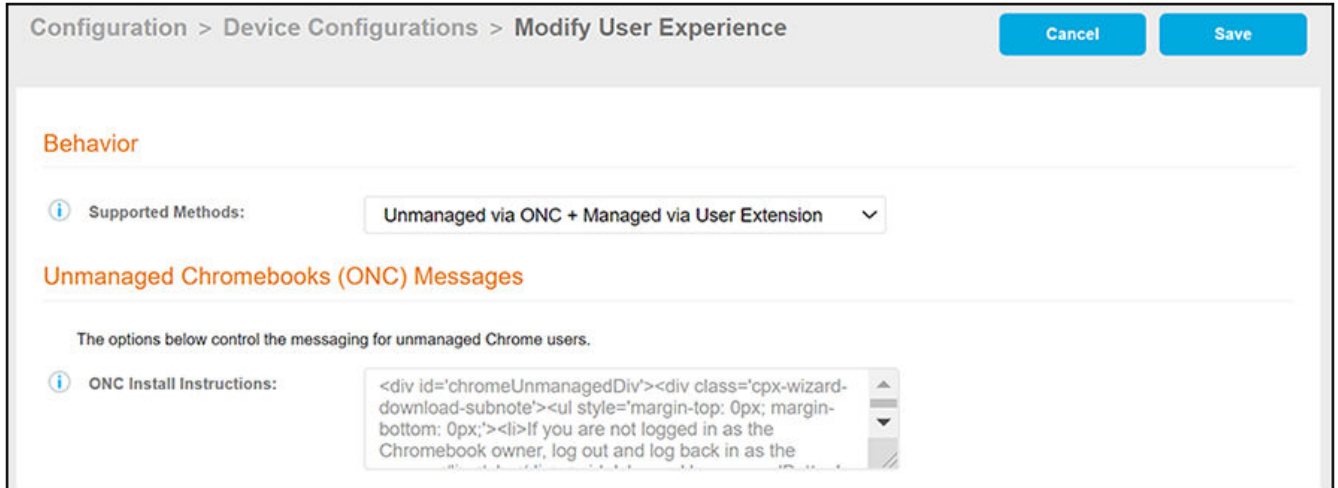 Configuration > Device Configurations > Modify User Experience
Cancel
Save
Behavior
Supported Methods:
Unmanaged via ONC + Managed via User Extension
Unmanaged Chromebooks (ONC) Messages
The options below control the messaging for unmanaged Chrome users.
ONC Install Instructions:
<div id='chromeUnmanagedDiv'><div class='cpx-wizard-
download-subnote'><ul style='margin-top: 0px; margin-
bottom: 0px;'><li>If you are not logged in as the
Chromebook owner, log out and log back in as the